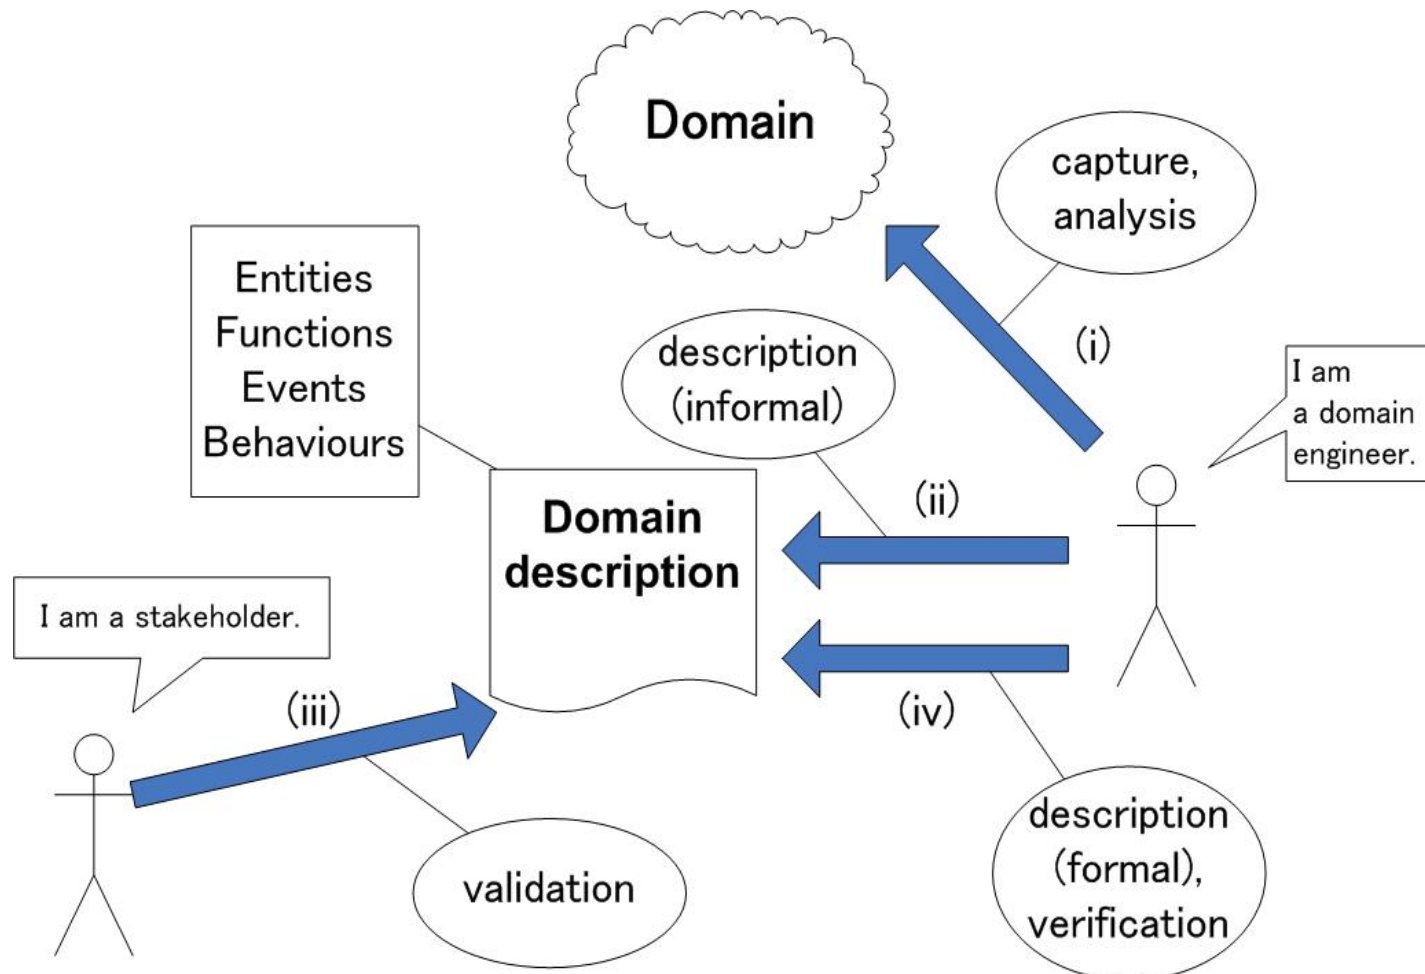 Domain
capture,
analysis
Entities
Functions
Events
Behaviours
description
(informal)
(i)
I am
a domain
engineer.
(ii)
Domain
description
I am a stakeholder.
(iii)
(iv)
validation
description
(formal),
verification